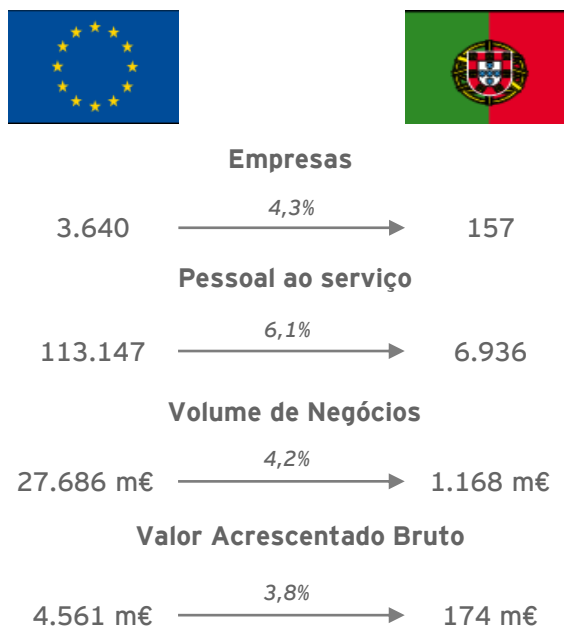 Empresas
4,3%
3.640 157
Pessoal ao serviço
6,1%
113.147 6.936
Volume de Negócios
4,2%
27.686 m€ 1.168 m€
Valor Acrescentado Bruto
3,8%
4.561 m€ 174 m€